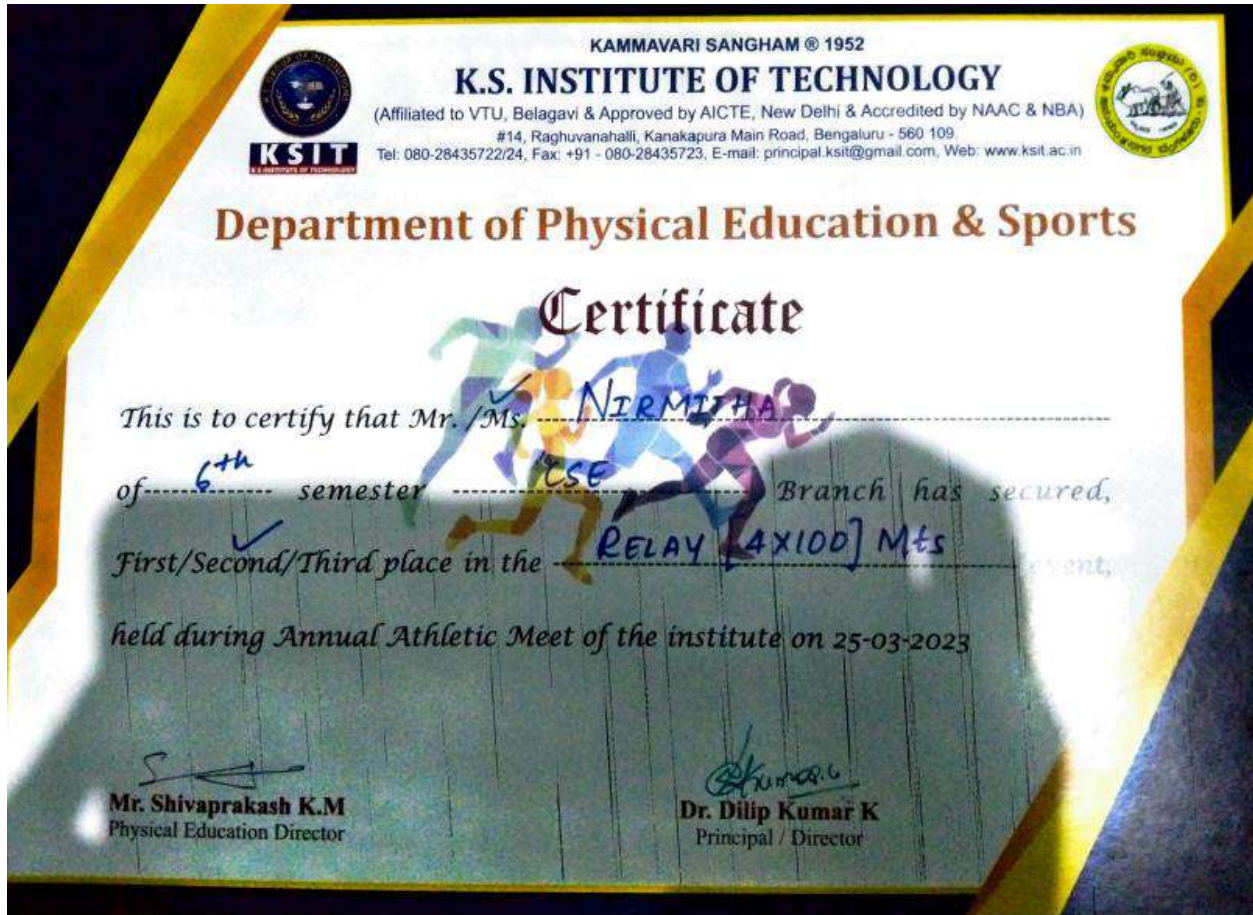 KAMMAVARI SANGHAM ® 1952
K.S. INSTITUTE OF TECHNOLOGY
(Affiliated to VTU, Belagavi & Approved by AICTE, New Delhi & Accredited by NAAC & NBA)
#14, Raghuvanahalli, Kanakapura Main Road, Bengaluru - 560 109.
Tel: 080-28435722/24, Fax: +91 - 080-28435723, E-mail: principal.ksit@gmail.com, Web: www.ksit.ac.in
KSIT
K S INSTITUTE OF TECHNOLOGY
Department of Physical Education & Sports
Certificate
This is to certify that Mr. /Ms. NIRMITHA
of 6th semester CSE Branch has secured,
First/Second/Third place in the RELAY [4X100] Mts event,
held during Annual Athletic Meet of the institute on 25-03-2023
Mr. Shivaprakash K.M
Physical Education Director
Dr. Dilip Kumar K
Principal / Director